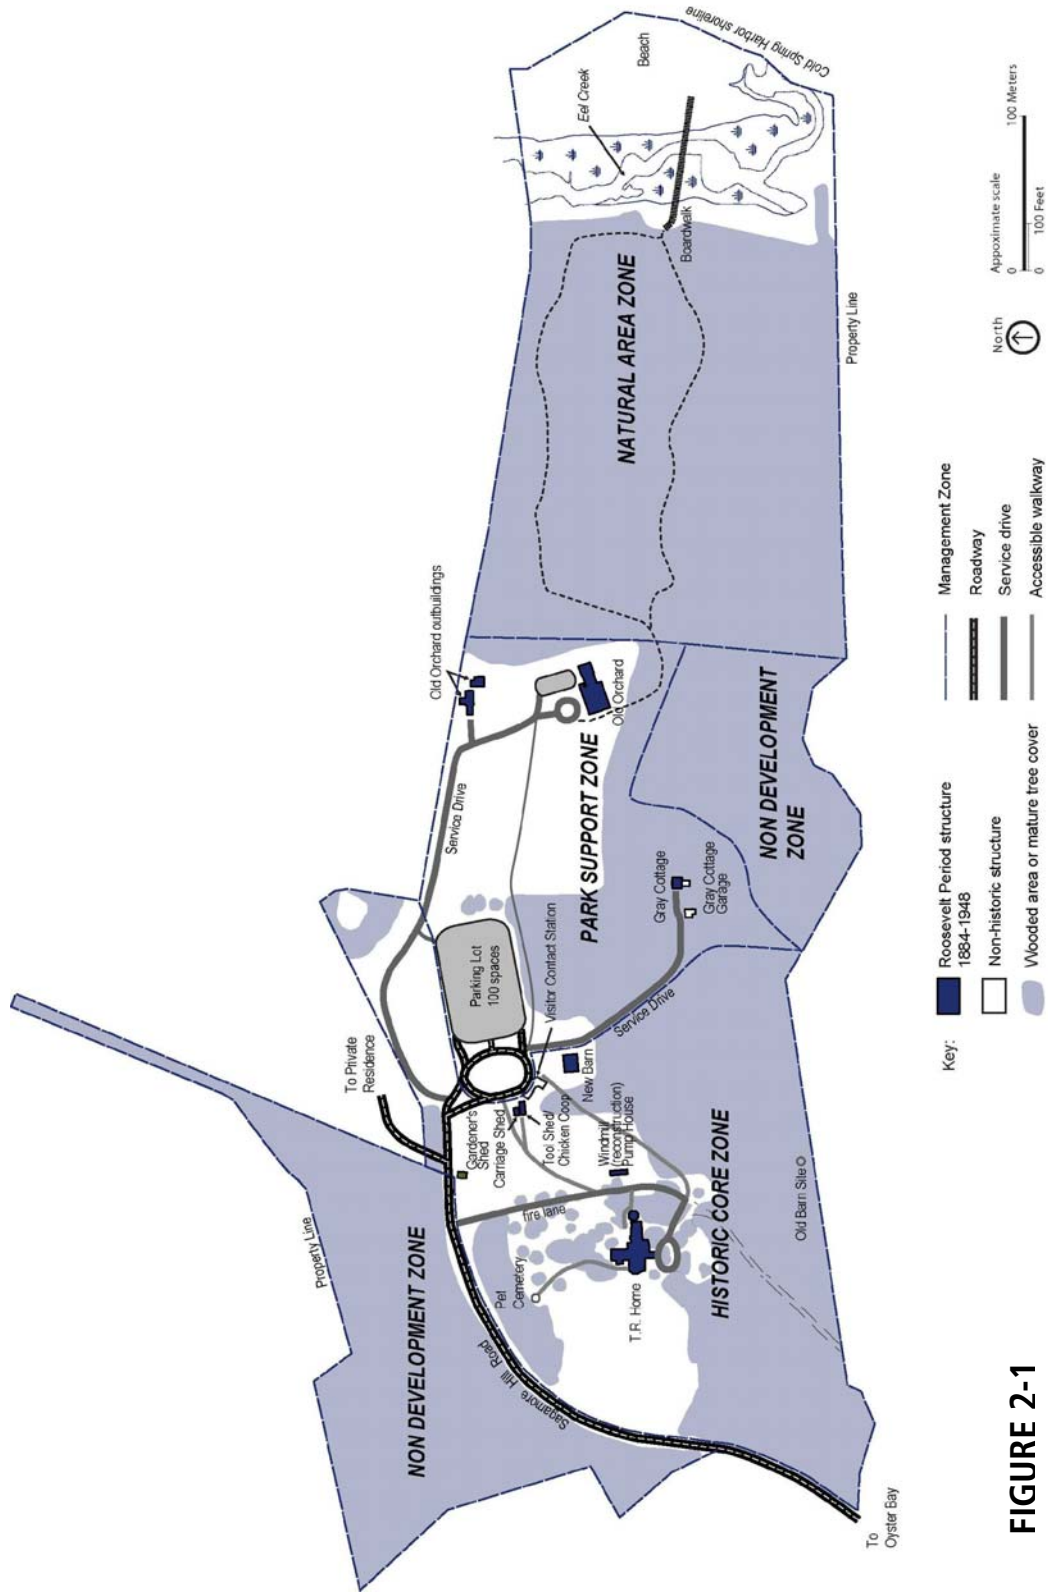 Cold Spring Harbor shoreline
Beach
Eel Creek
Boardwalk
NATURAL AREA ZONE
Property Line
Old Orchard outbuildings
Old Orchard
Service Drive
PARK SUPPORT ZONE
NON DEVELOPMENT
ZONE
Gray Cottage
Gray Cottage
Garage
Parking Lot
100 spaces
Visitor Contact Station
Service Drive
New Barn
To Private
Residence
Gardener's
Shed
Carriage Shed
Tool Shed/
Chicken Coop
Windmill
(reconstruction)
Pump House
fire lane
Pet
Cemetery
T.R. Home
HISTORIC CORE ZONE
Old Barn Site
Property Line
NON DEVELOPMENT ZONE
Sagamore Hill Road
To
Oyster Bay
Key:
Roosevelt Period structure
1884-1948
Non-historic structure
Wooded area or mature tree cover
Management Zone
Roadway
Service drive
Accessible walkway
North
Appoximate scale
0 100 Meters
0 100 Feet
FIGURE 2-1